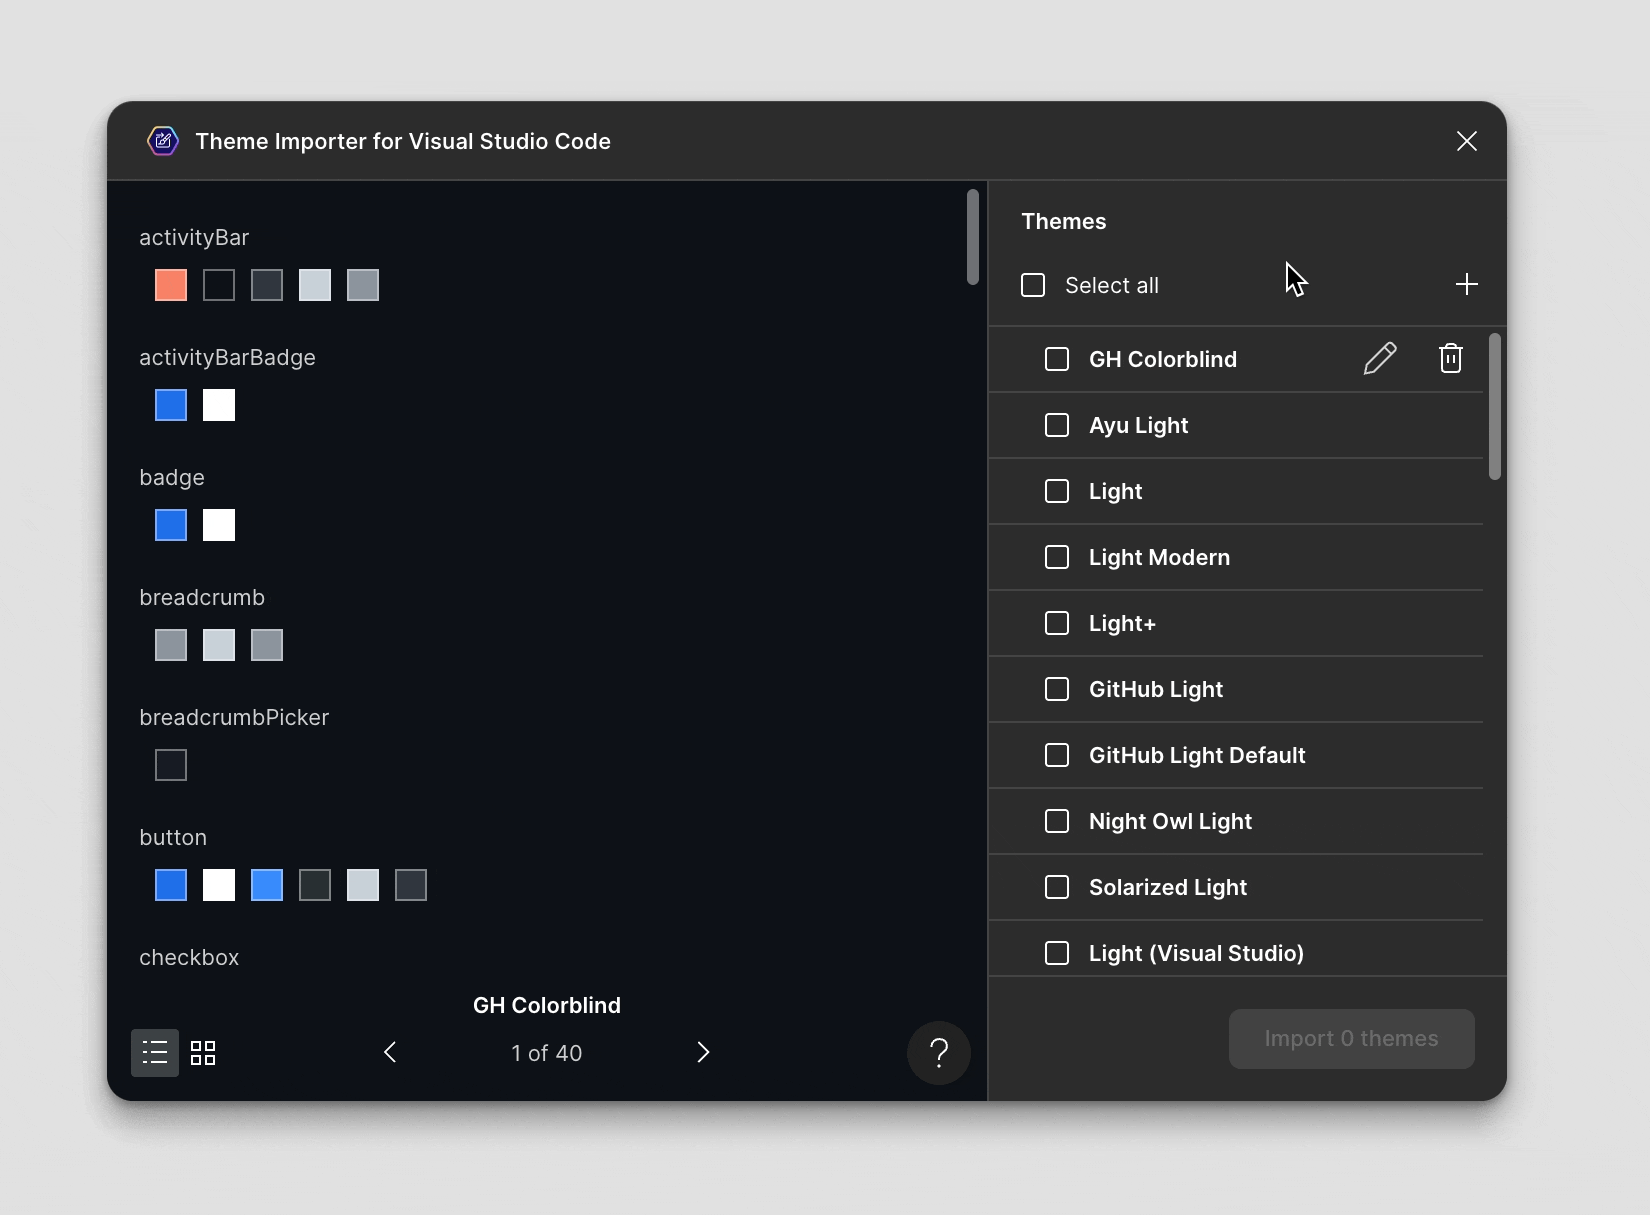 Theme Importer for Visual Studio Code
activityBar
activityBarBadge
badge
breadcrumb
breadcrumbPicker
button
checkbox
GH Colorblind
1 of 40
?
Themes
Select all
GH Colorblind
Ayu Light
Light
Light Modern
Light+
GitHub Light
GitHub Light Default
Night Owl Light
Solarized Light
Light (Visual Studio)
Import 0 themes